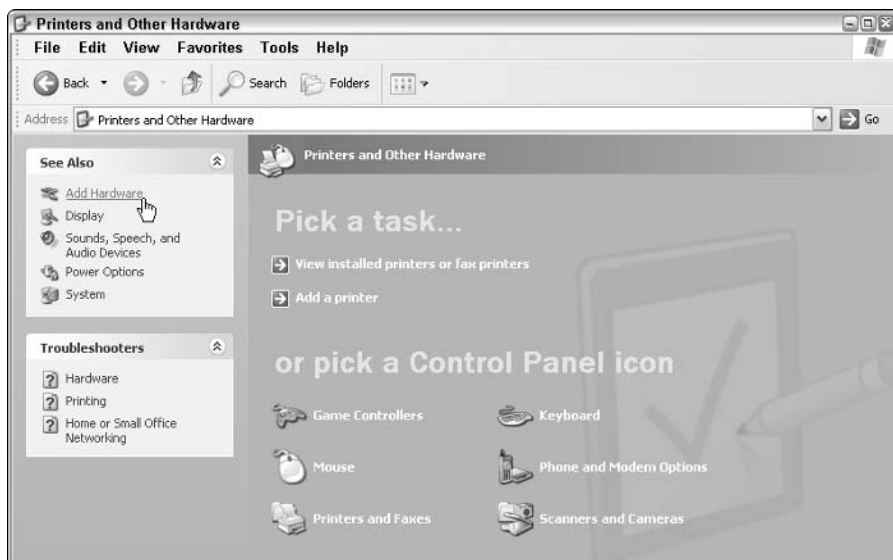 Printers and Other Hardware
File Edit View Favorites Tools Help
Back Search Folders
Address Printers and Other Hardware Go
See Also
Add Hardware
Display
Sounds, Speech, and
Audio Devices
Power Options
System
Troubleshooters
Hardware
Printing
Home or Small Office
Networking
Printers and Other Hardware
Pick a task...
View installed printers or fax printers
Add a printer
or pick a Control Panel icon
Game Controllers Keyboard
Mouse Phone and Modem Options
Printers and Faxes Scanners and Cameras